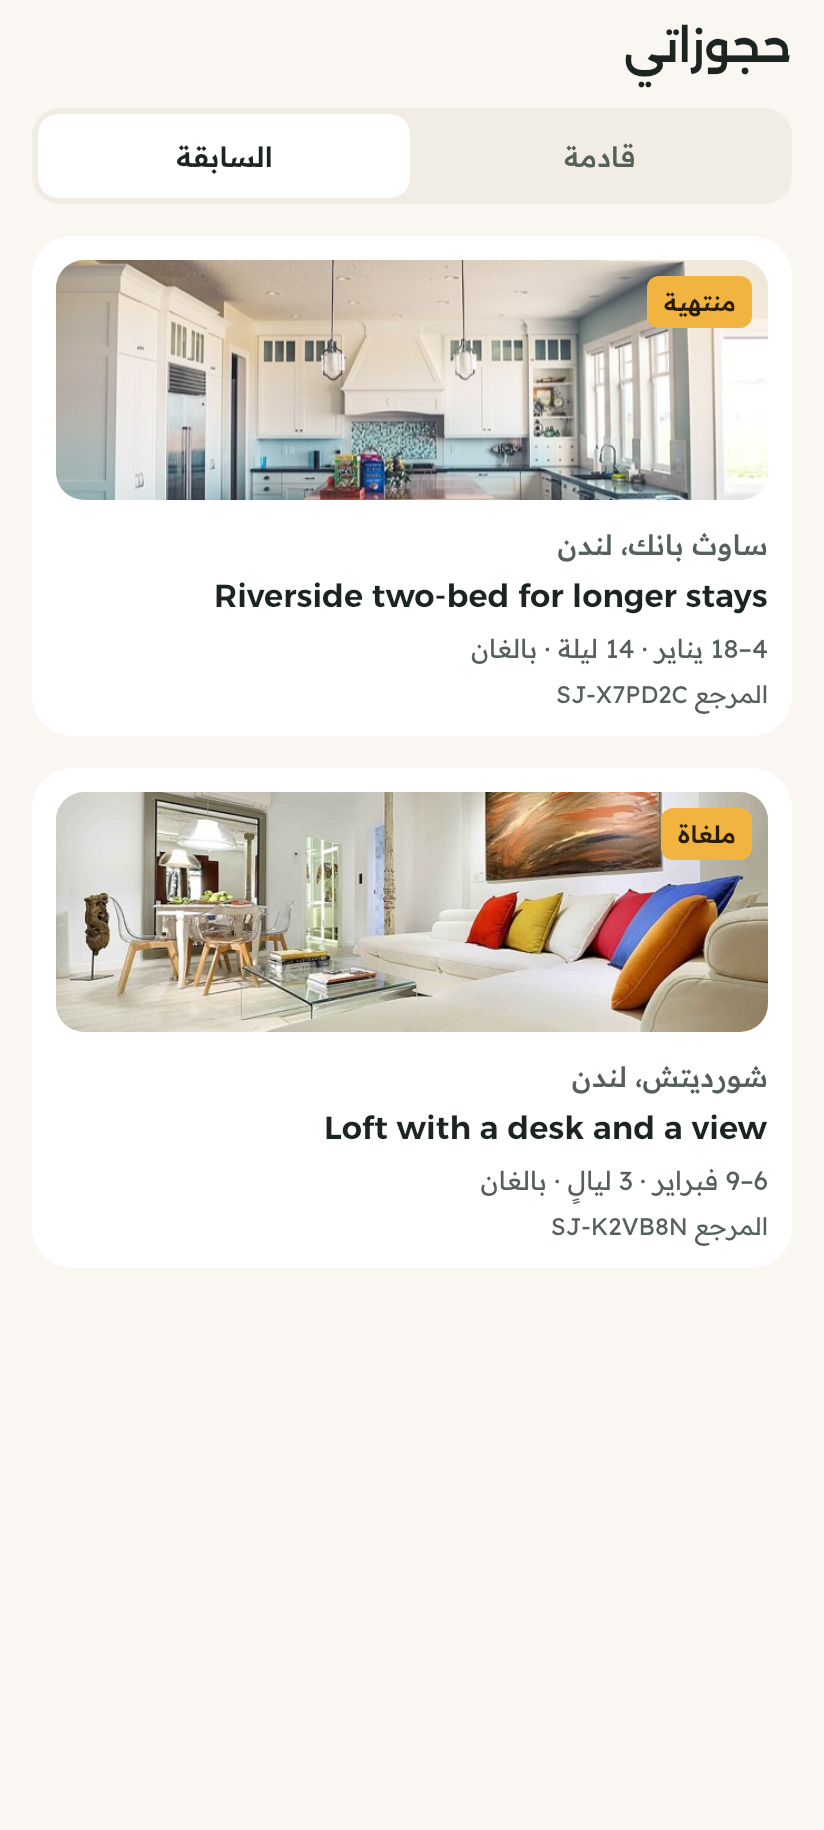 حجوزاتي
قادمة
السابقة
منتهية
ساوث بانك، لندن
Riverside two-bed for longer stays
4–18 يناير · 14 ليلة · بالغان
المرجع SJ-X7PD2C
ملغاة
شورديتش، لندن
Loft with a desk and a view
6–9 فبراير · 3 ليالٍ · بالغان
المرجع SJ-K2VB8N